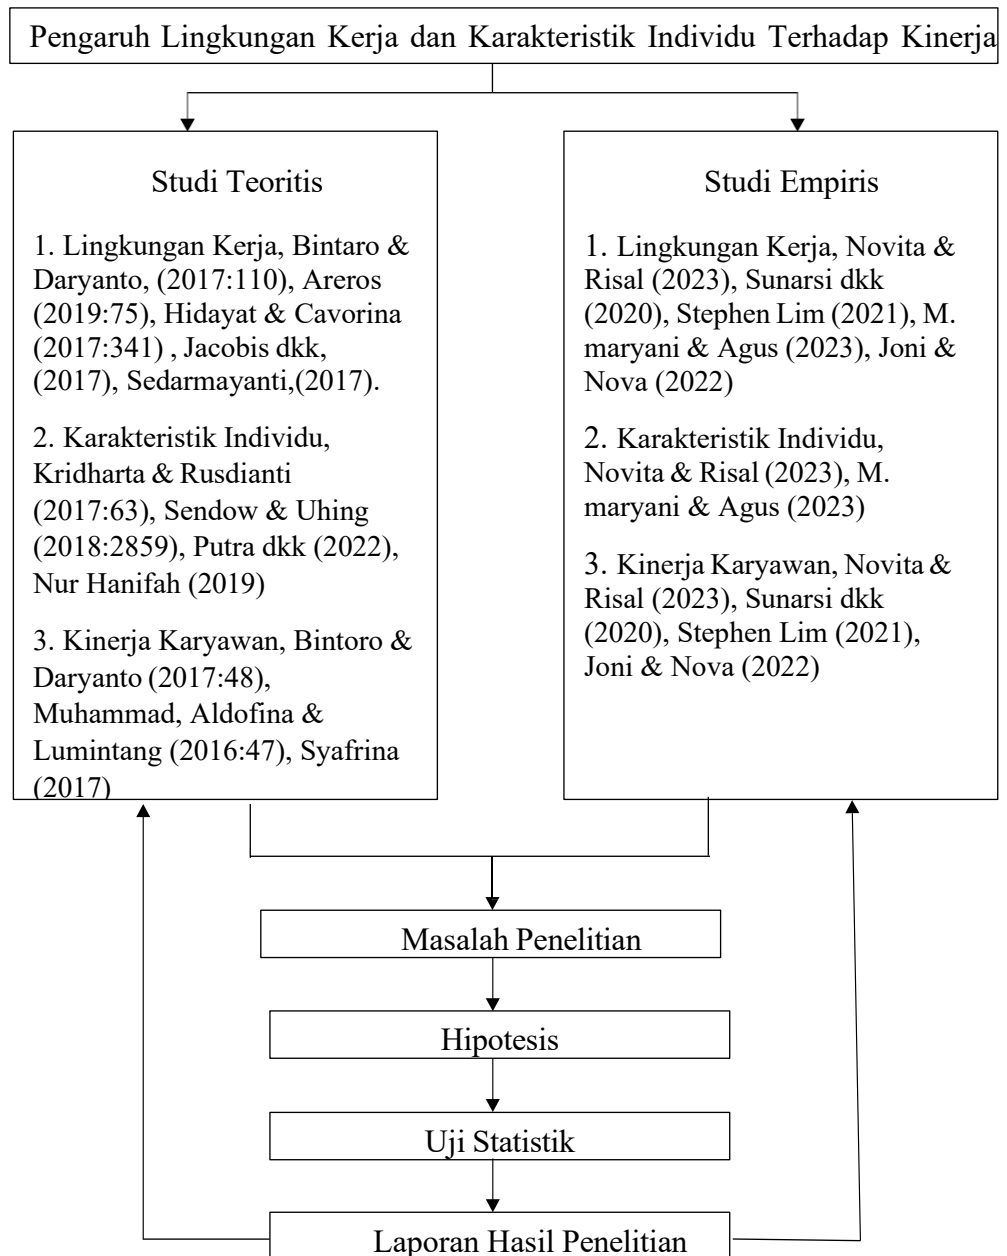 Pengaruh Lingkungan Kerja dan Karakteristik Individu Terhadap Kinerja
Studi Teoritis
1. Lingkungan Kerja, Bintaro &
Daryanto, (2017:110), Areros
(2019:75), Hidayat & Cavorina
(2017:341) , Jacobis dkk,
(2017), Sedarmayanti,(2017).
2. Karakteristik Individu,
Kridharta & Rusdianti
(2017:63), Sendow & Uhing
(2018:2859), Putra dkk (2022),
Nur Hanifah (2019)
3. Kinerja Karyawan, Bintoro &
Daryanto (2017:48),
Muhammad, Aldofina &
Lumintang (2016:47), Syafrina
(2017)
Studi Empiris
1. Lingkungan Kerja, Novita &
Risal (2023), Sunarsi dkk
(2020), Stephen Lim (2021), M.
maryani & Agus (2023), Joni &
Nova (2022)
2. Karakteristik Individu,
Novita & Risal (2023), M.
maryani & Agus (2023)
3. Kinerja Karyawan, Novita &
Risal (2023), Sunarsi dkk
(2020), Stephen Lim (2021),
Joni & Nova (2022)
Masalah Penelitian
Hipotesis
Uji Statistik
Laporan Hasil Penelitian